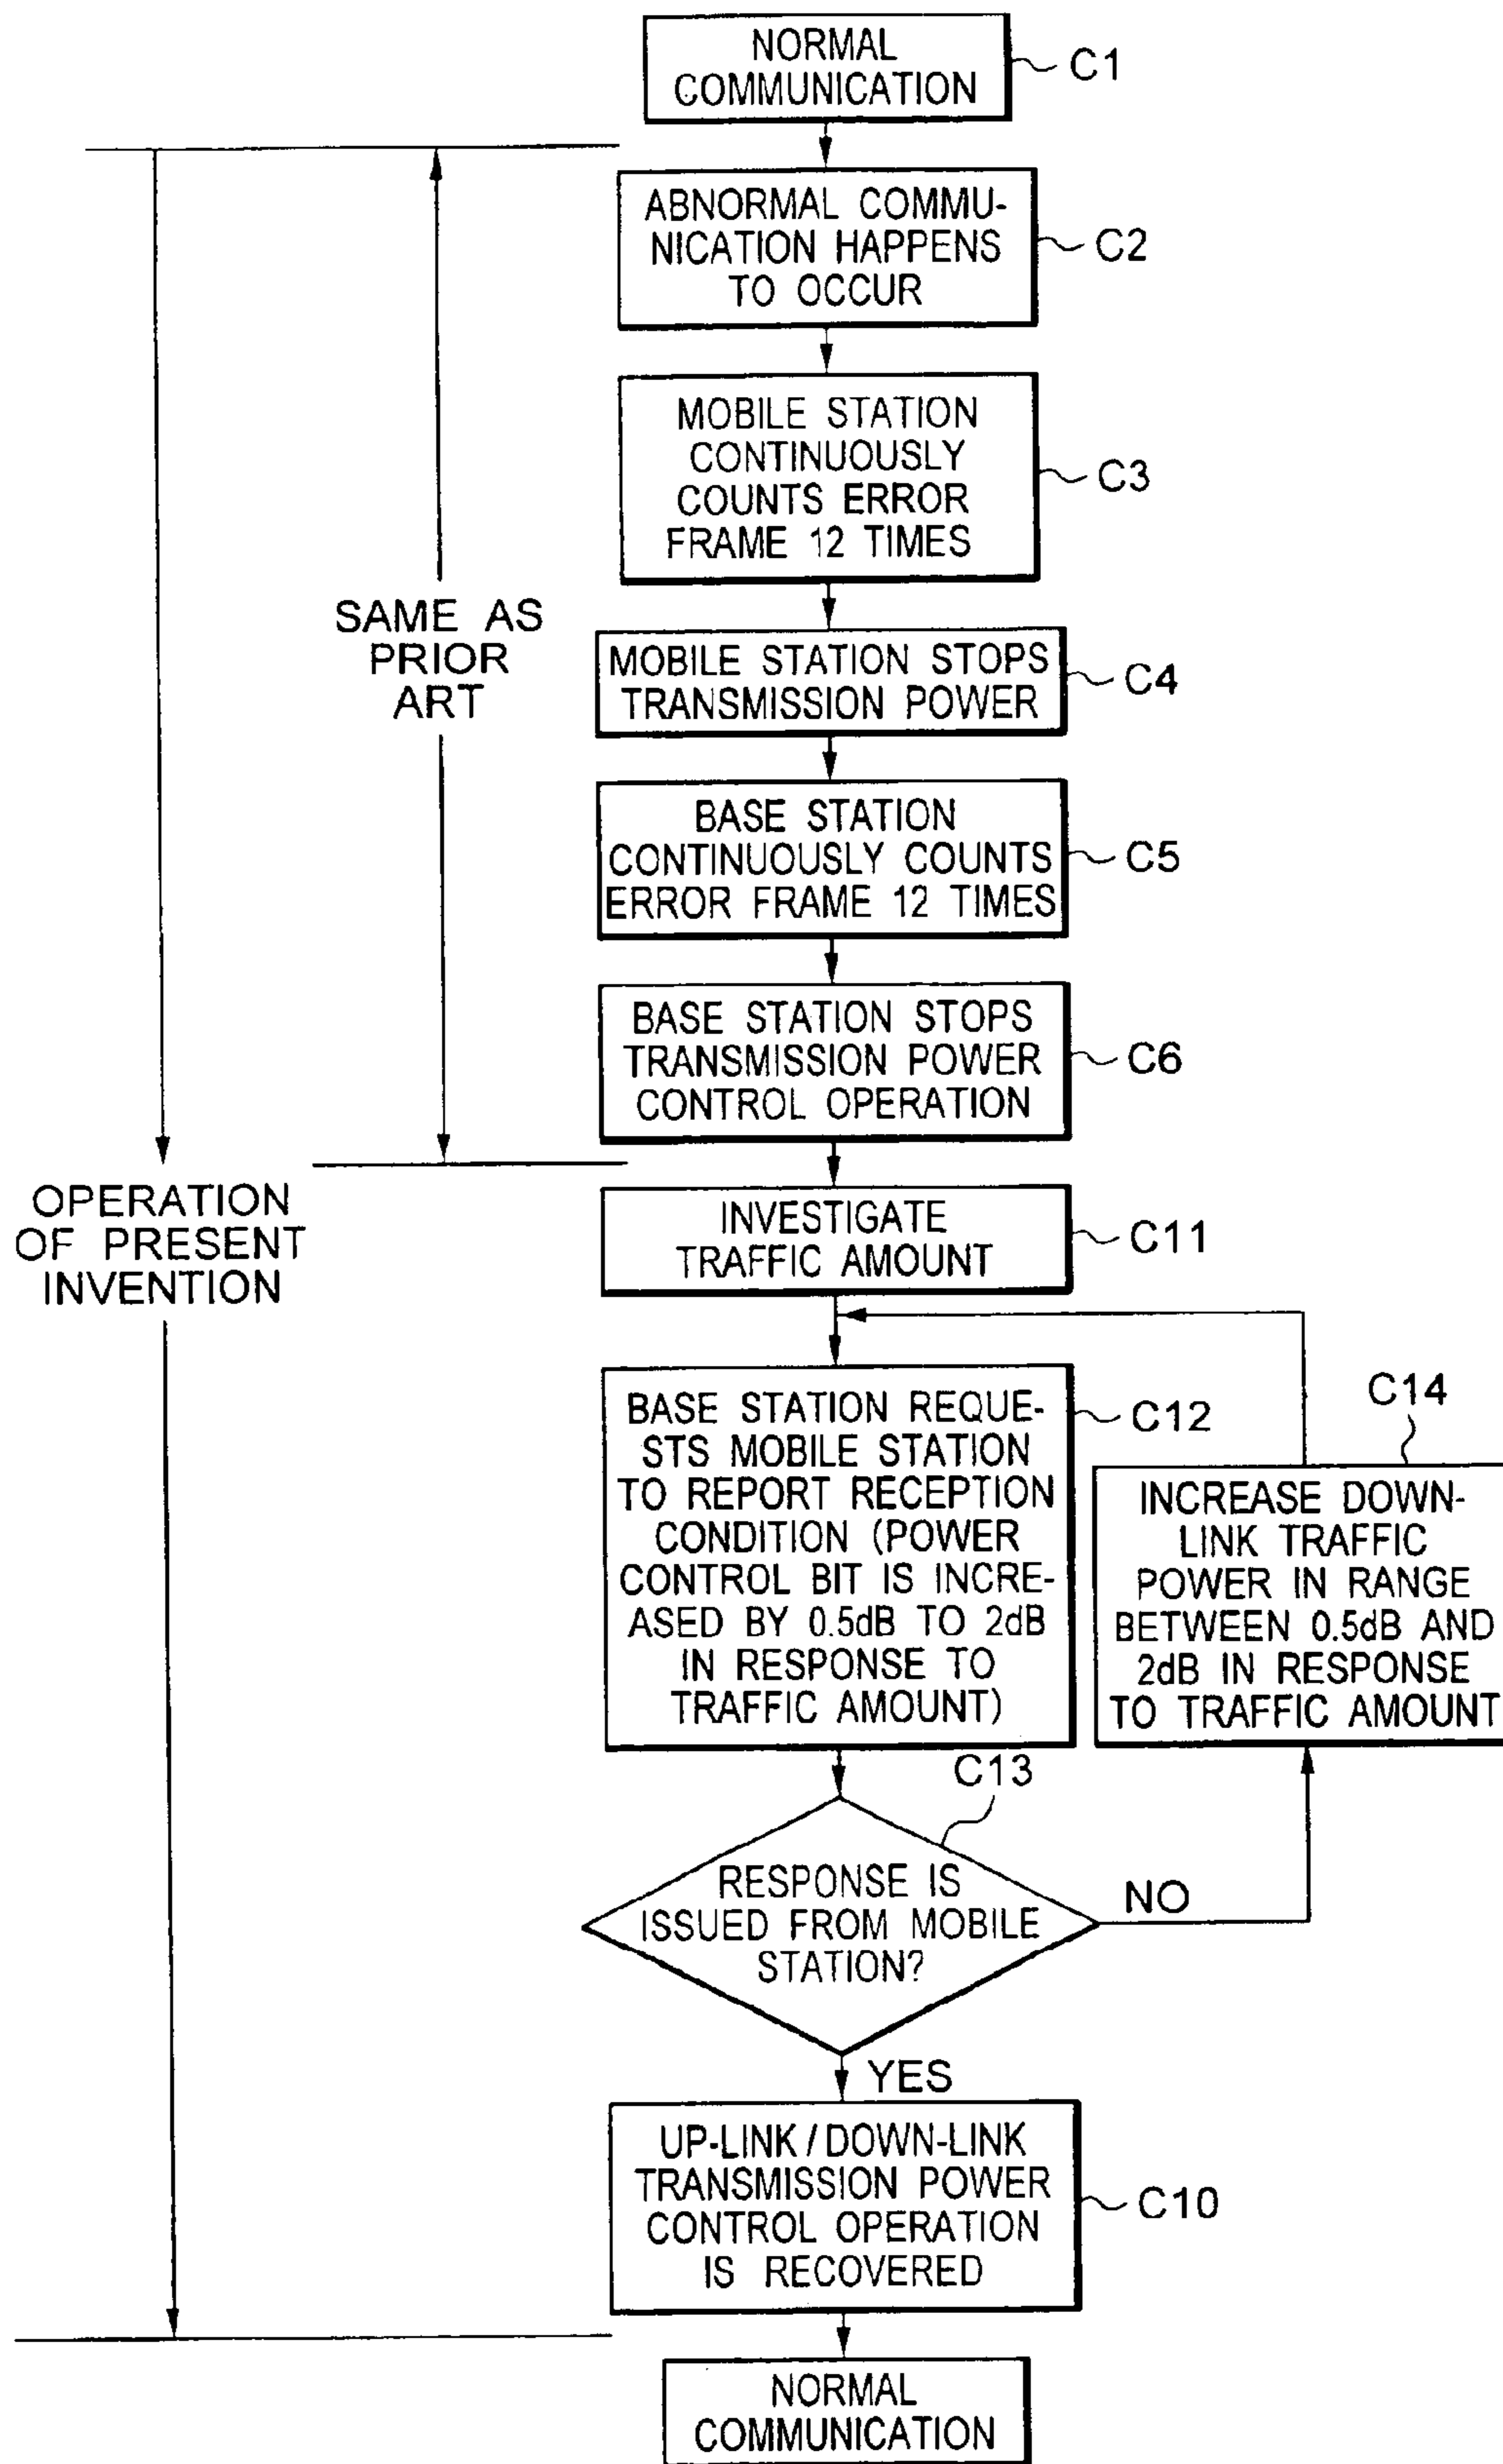 NORMAL
COMMUNICATION
C1
ABNORMAL COMMU-
NICATION HAPPENS
TO OCCUR
C2
MOBILE STATION
CONTINUOUSLY
COUNTS ERROR
FRAME 12 TIMES
C3
SAME AS
PRIOR
ART
MOBILE STATION STOPS
TRANSMISSION POWER
C4
BASE STATION
CONTINUOUSLY COUNTS
ERROR FRAME 12 TIMES
C5
BASE STATION STOPS
TRANSMISSION POWER
CONTROL OPERATION
C6
OPERATION
OF PRESENT
INVENTION
INVESTIGATE
TRAFFIC AMOUNT
C11
BASE STATION REQUE-
STS MOBILE STATION
TO REPORT RECEPTION
CONDITION (POWER
CONTROL BIT IS INCRE-
ASED BY 0.5dB TO 2dB
IN RESPONSE TO
TRAFFIC AMOUNT)
C12
C14
INCREASE DOWN-
LINK TRAFFIC
POWER IN RANGE
BETWEEN 0.5dB AND
2dB IN RESPONSE
TO TRAFFIC AMOUNT
C13
RESPONSE IS
ISSUED FROM MOBILE
STATION?
NO
YES
UP-LINK / DOWN-LINK
TRANSMISSION POWER
CONTROL OPERATION
IS RECOVERED
C10
NORMAL
COMMUNICATION